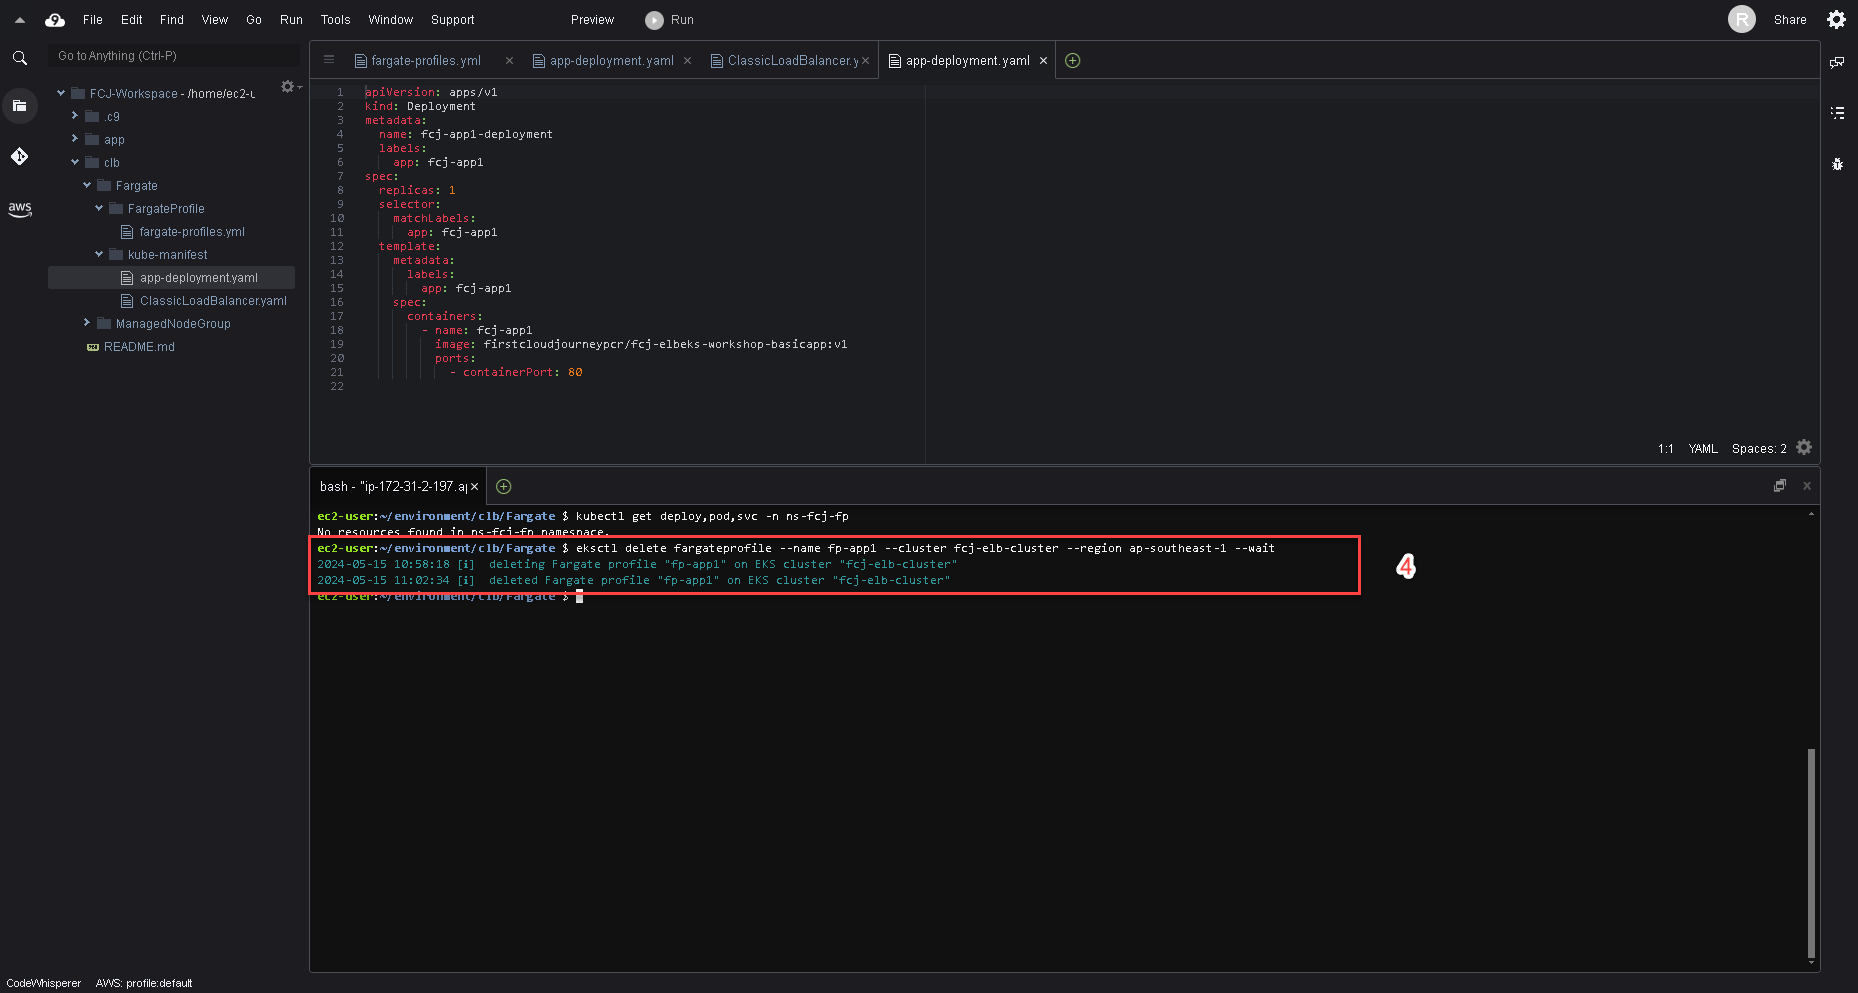 File Edit Find View Go Run Tools Window Support Preview Run R Share
Go to Anything (Ctrl-P)
fargate-profiles.yml app-deployment.yaml ClassicLoadBalancer.y app-deployment.yaml
FCJ-Workspace - /home/ec2-u
.c9
app
clb
Fargate
FargateProfile
fargate-profiles.yml
kube-manifest
app-deployment.yaml
ClassicLoadBalancer.yaml
ManagedNodeGroup
README.md
aws
1 apiVersion: apps/v1
2 kind: Deployment
3 metadata:
4 name: fcj-app1-deployment
5 labels:
6 app: fcj-app1
7 spec:
8 replicas: 1
9 selector:
10 matchLabels:
11 app: fcj-app1
12 template:
13 metadata:
14 labels:
15 app: fcj-app1
16 spec:
17 containers:
18 - name: fcj-app1
19 image: firstcloudjourneypcr/fcj-elbeks-workshop-basicapp:v1
20 ports:
21 - containerPort: 80
22
1:1 YAML Spaces: 2
bash - "ip-172-31-2-197.ap
ec2-user:~/environment/clb/Fargate $ kubectl get deploy,pod,svc -n ns-fcj-fp
No resources found in ns-fcj-fp namespace.
ec2-user:~/environment/clb/Fargate $ eksctl delete fargateprofile --name fp-app1 --cluster fcj-elb-cluster --region ap-southeast-1 --wait
2024-05-15 10:58:18 [i] deleting Fargate profile "fp-app1" on EKS cluster "fcj-elb-cluster"
2024-05-15 11:02:34 [i] deleted Fargate profile "fp-app1" on EKS cluster "fcj-elb-cluster"
ec2-user:~/environment/clb/Fargate $
4
CodeWhisperer AWS: profile:default